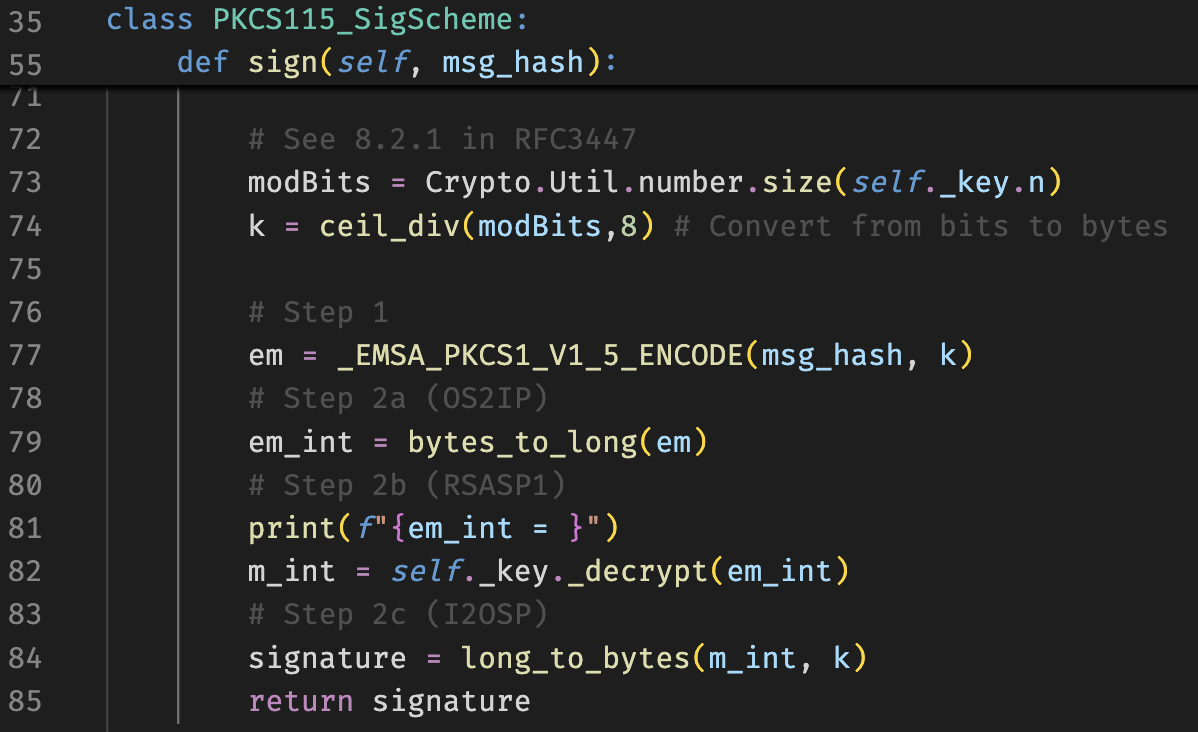 35 class PKCS115_SigScheme:
55 def sign(self, msg_hash):
71
72 # See 8.2.1 in RFC3447
73 modBits = Crypto.Util.number.size(self._key.n)
74 k = ceil_div(modBits,8) # Convert from bits to bytes
75
76 # Step 1
77 em = _EMSA_PKCS1_V1_5_ENCODE(msg_hash, k)
78 # Step 2a (OS2IP)
79 em_int = bytes_to_long(em)
80 # Step 2b (RSASP1)
81 print(f"{em_int = }")
82 m_int = self._key._decrypt(em_int)
83 # Step 2c (I2OSP)
84 signature = long_to_bytes(m_int, k)
85 return signature